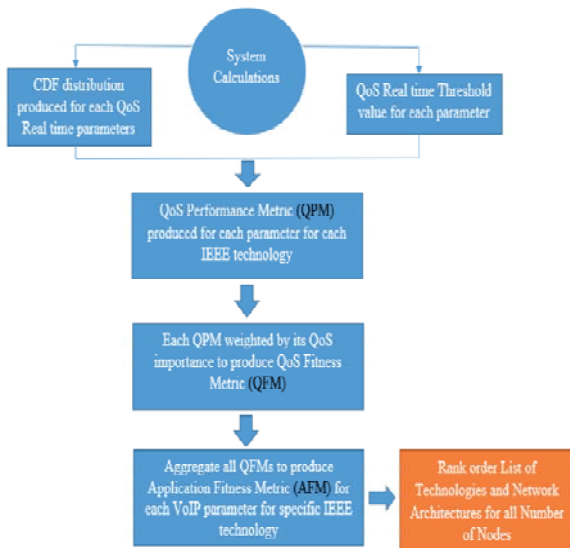 System
Calculations
CDF distribution
produced for each QoS
Real time parameters
QoS Real time Threshold
value for each parameter
QoS Performance Metric (QPM)
produced for each parameter for each
IEEE technology
Each QPM weighted by its QoS
importance to produce QoS Fitness
Metric (QFM)
Aggregate all QFMs to produce
Application Fitness Metric (AFM) for
each VoIP parameter for specific IEEE
technology
Rank order List of
Technologies and Network
Architectures for all Number
of Nodes